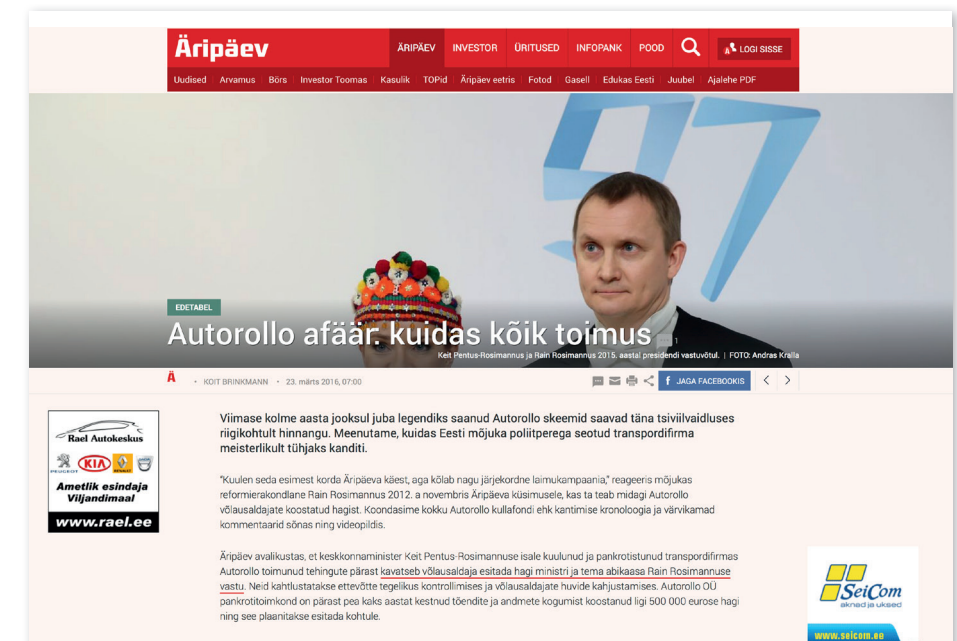 Äripäev
ÄRIPÄEV INVESTOR ÜRITUSED INFOPANK POOD LOGI SISSE
Uudised Arvamus Börs Investor Toomas Kasulik TOPid Äripäev eetris Fotod Gasell Edukas Eesti Juubel Ajalehe PDF
97
EDETABEL
Autorollo afäär: kuidas kõik toimus
1
Keit Pentus-Rosimannus ja Rain Rosimannus 2015. aastal presidendi vastuvõtul. | FOTO: Andras Kralla
Ä • KOIT BRINKMANN • 23. märts 2016, 07:00
f JAGA FACEBOOKIS
Viimase kolme aasta jooksul juba legendiks saanud Autorollo skeemid saavad täna tsiviilvaidluses
riigikohtult hinnangu. Meenutame, kuidas Eesti mõjuka poliitperega seotud transpordifirma
meisterlikult tühjaks kanditi.
"Kuulen seda esimest korda Äripäeva käest, aga kõlab nagu järjekordne laimukampaania," reageeris mõjukas
reformierakondlane Rain Rosimannus 2012. a novembris Äripäeva küsimusele, kas ta teab midagi Autorollo
võlausaldajate koostatud hagist. Koondasime kokku Autorollo kullafondi ehk kantimise kronoloogia ja värvikamad
kommentaarid sõnas ning videopildis.
Äripäev avalikustas, et keskkonnaminister Keit Pentus-Rosimannuse isale kuulunud ja pankrotistunud transpordifirmas
Autorollo toimunud tehingute pärast kavatseb võlausaldaja esitada hagi ministri ja tema abikaasa Rain Rosimannuse
vastu. Neid kahtlustatakse ettevõtte tegelikus kontrollimises ja võlausaldajate huvide kahjustamises. Autorollo OÜ
pankrotitoimkond on pärast pea kaks aastat kestnud tõendite ja andmete kogumist koostanud ligi 500 000 eurose hagi
ning see plaanitakse esitada kohtule.
Rael Autokeskus
PEUGEOT KIA RENAULT
Ametlik esindaja
Viljandimaal
www.rael.ee
SeiCom
aknad ja uksed
www.seicom.ee